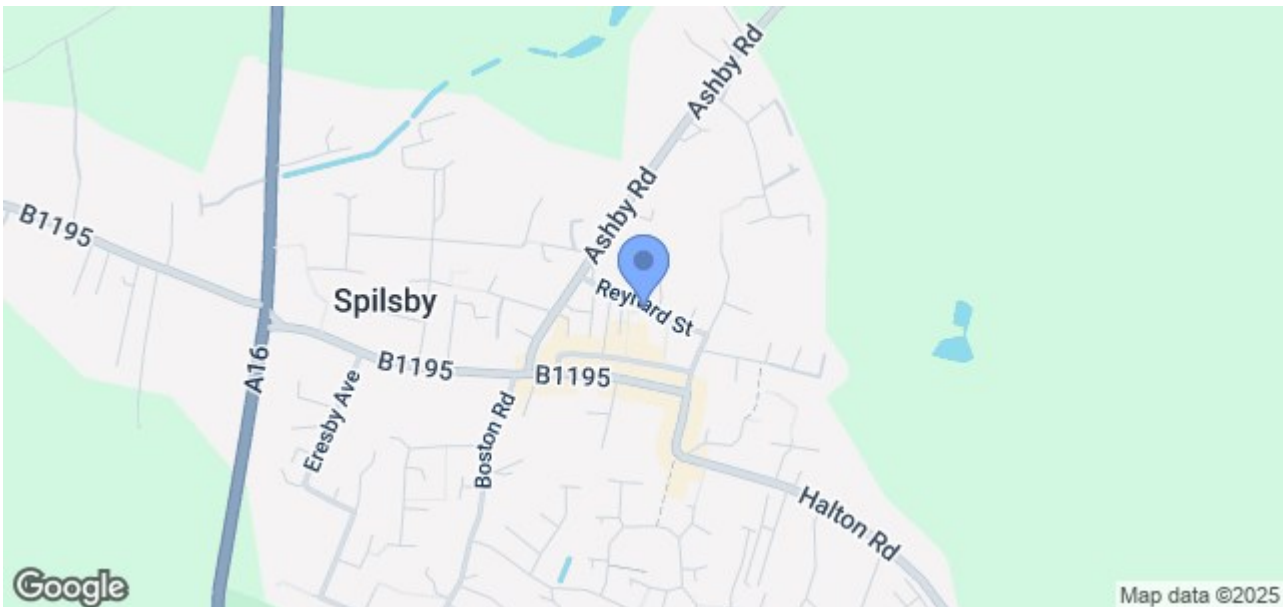 Ashby Rd
Ashby Rd
B1195
Reynard St
Spilsby
A16
B1195
B1195
Eresby Ave
Boston Rd
Halton Rd
Google
Map data ©2025